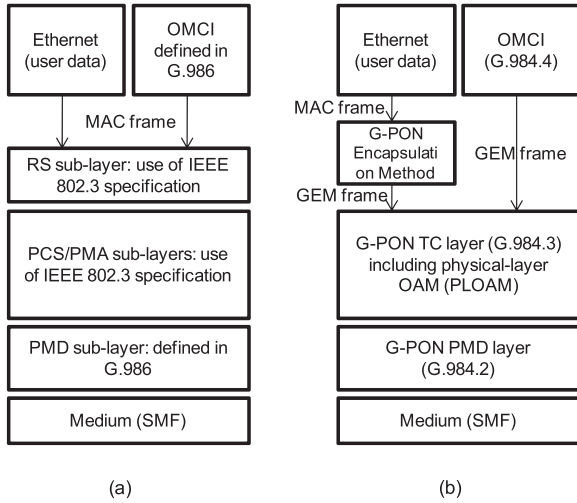 Ethernet
(user data)
OMCI
defined in
G.986
MAC frame
RS sub-layer: use of IEEE
802.3 specification
PCS/PMA sub-layers: use
of IEEE 802.3 specification
PMD sub-layer: defined in
G.986
Medium (SMF)
(a)
Ethernet
(user data)
OMCI
(G.984.4)
MAC frame
G-PON
Encapsulati
on Method
GEM frame
GEM frame
G-PON TC layer (G.984.3)
including physical-layer
OAM (PLOAM)
G-PON PMD layer
(G.984.2)
Medium (SMF)
(b)